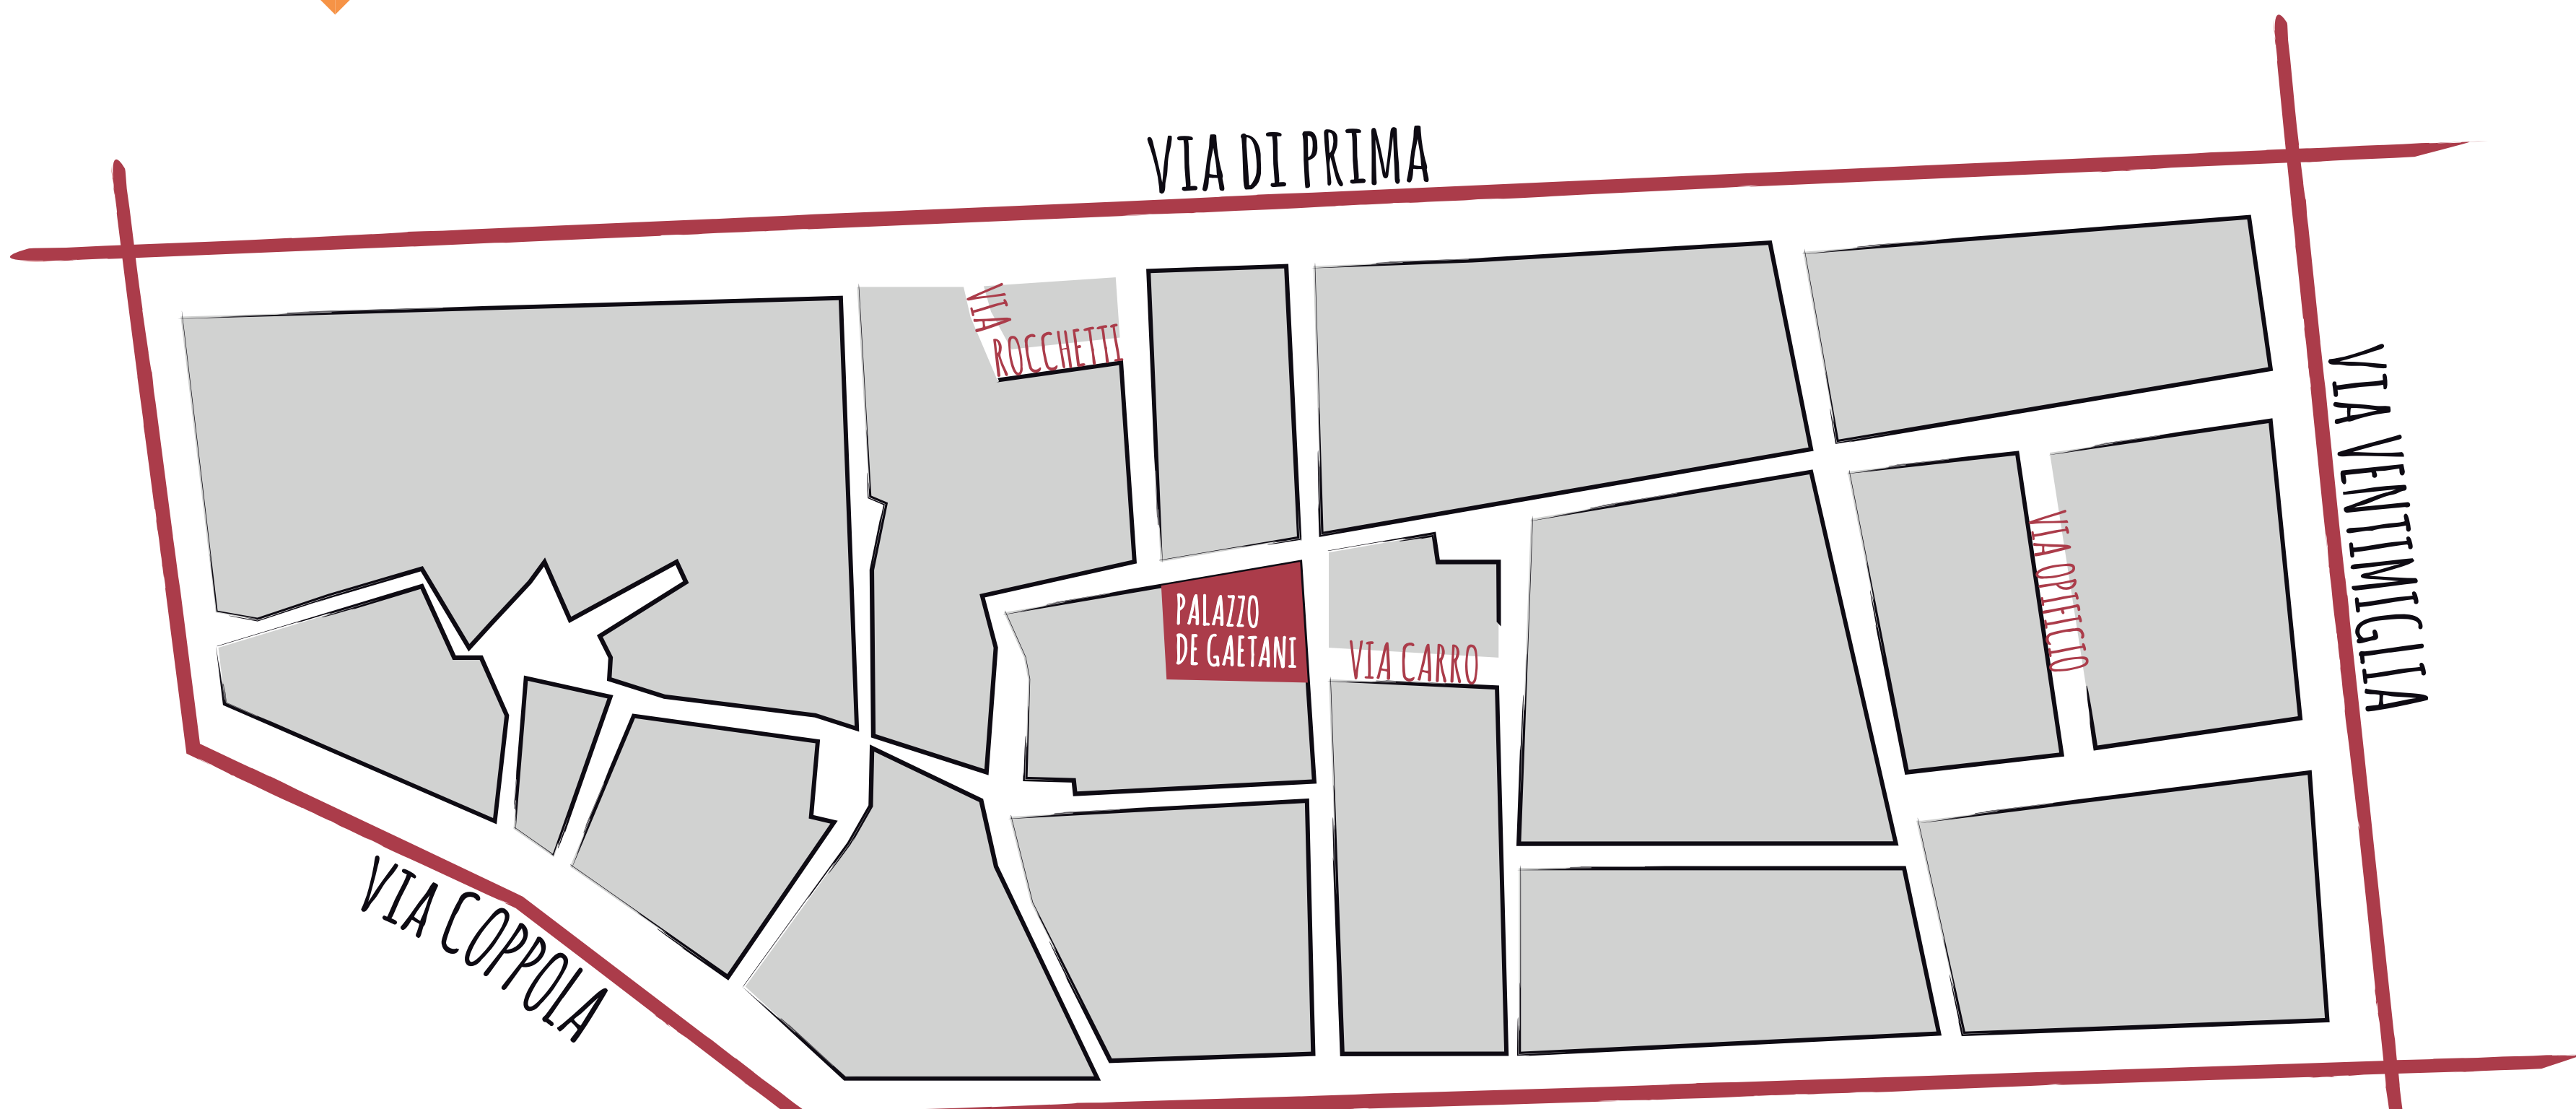 VIA DI PRIMA
VIA
ROCCHETTI
VIA VENTIMIGLIA
VIA OPIFICIO
PALAZZO
DE GAETANI
VIA CARRO
VIA COPPOLA